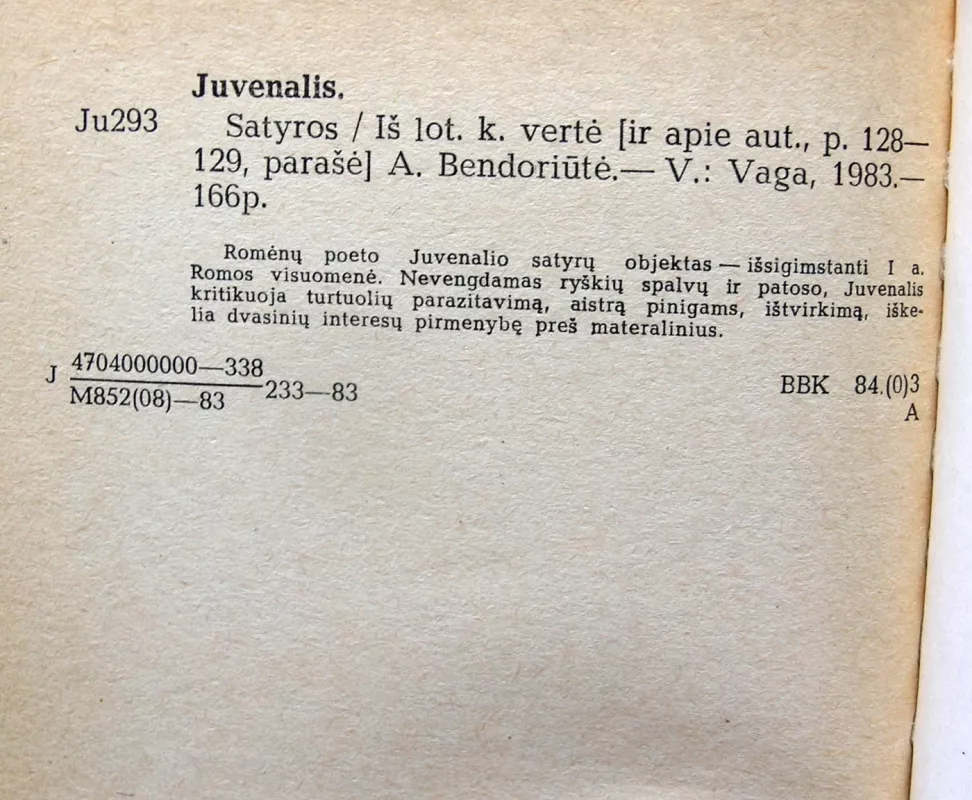 Juvenalis.
Ju293
Satyros / Iš lot. k. vertė [ir apie aut., p. 128—
129, parašė] A. Bendoriūtė.— V.: Vaga, 1983.—
166p.
Romėnų poeto Juvenalio satyrų objektas — išsigimstanti I a.
Romos visuomenė. Nevengdamas ryškių spalvų ir patoso, Juvenalis
kritikuoja turtuolių parazitavimą, aistrą pinigams, ištvirkimą, iške-
lia dvasinių interesų pirmenybę preš materalinius.
J 4704000000—338
M852(08)—83 233—83
BBK 84.(0)3
A